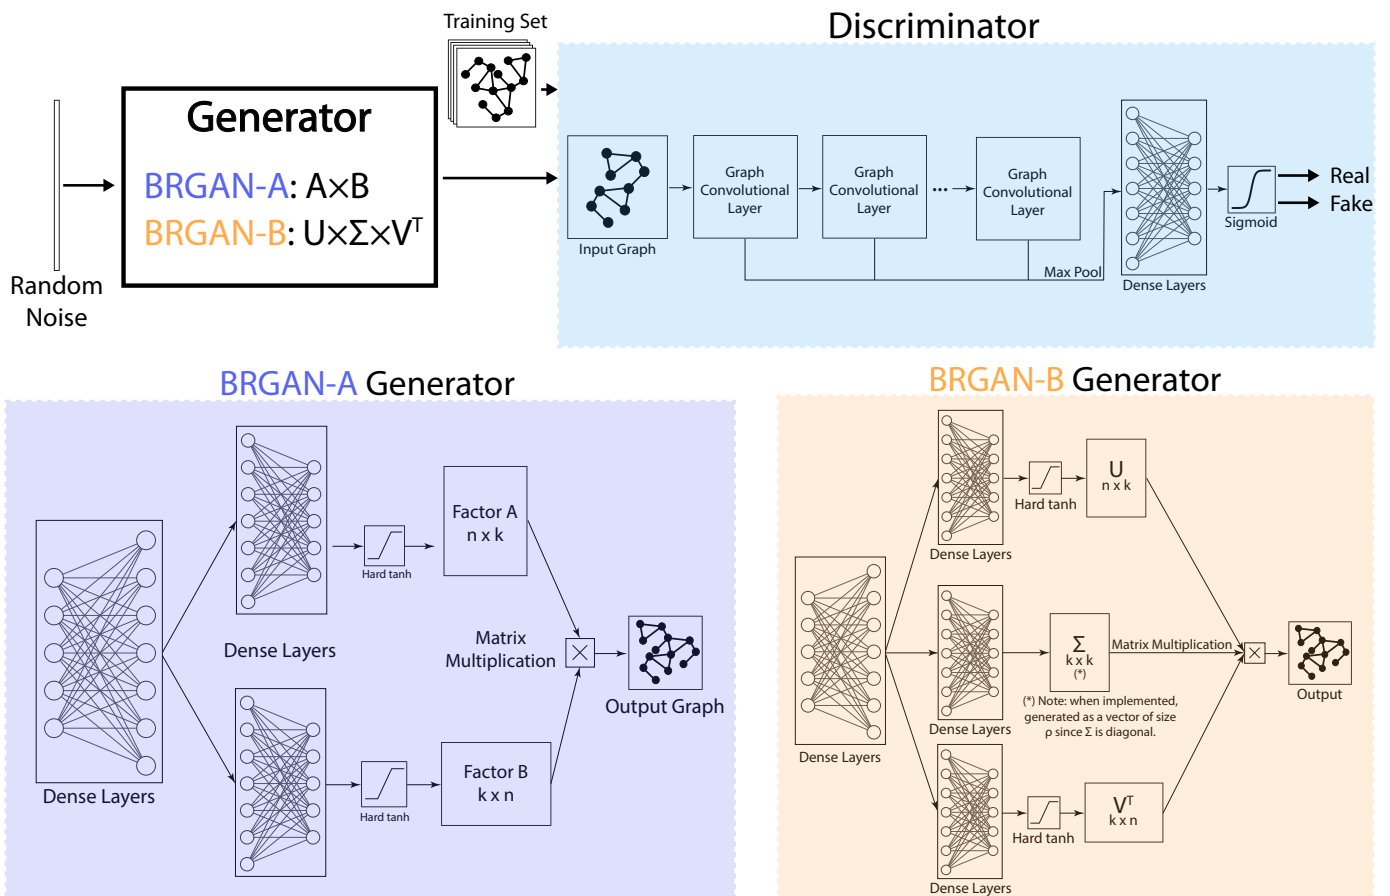 Training Set
Discriminator
Generator
BRGAN-A: A×B
BRGAN-B: U×Σ×Vᵀ
Random
Noise
Input Graph
Graph
Convolutional
Layer
Graph
Convolutional
Layer
...
Graph
Convolutional
Layer
Max Pool
Dense Layers
Sigmoid
Real
Fake
BRGAN-A Generator
Dense Layers
Dense Layers
Hard tanh
Factor A
n x k
Hard tanh
Factor B
k x n
Matrix
Multiplication
×
Output Graph
BRGAN-B Generator
Dense Layers
Dense Layers
Hard tanh
U
n x k
Dense Layers
Σ
k x k
(*)
(*) Note: when implemented,
generated as a vector of size
ρ since Σ is diagonal.
Matrix Multiplication
×
Output
Dense Layers
Hard tanh
Vᵀ
k x n